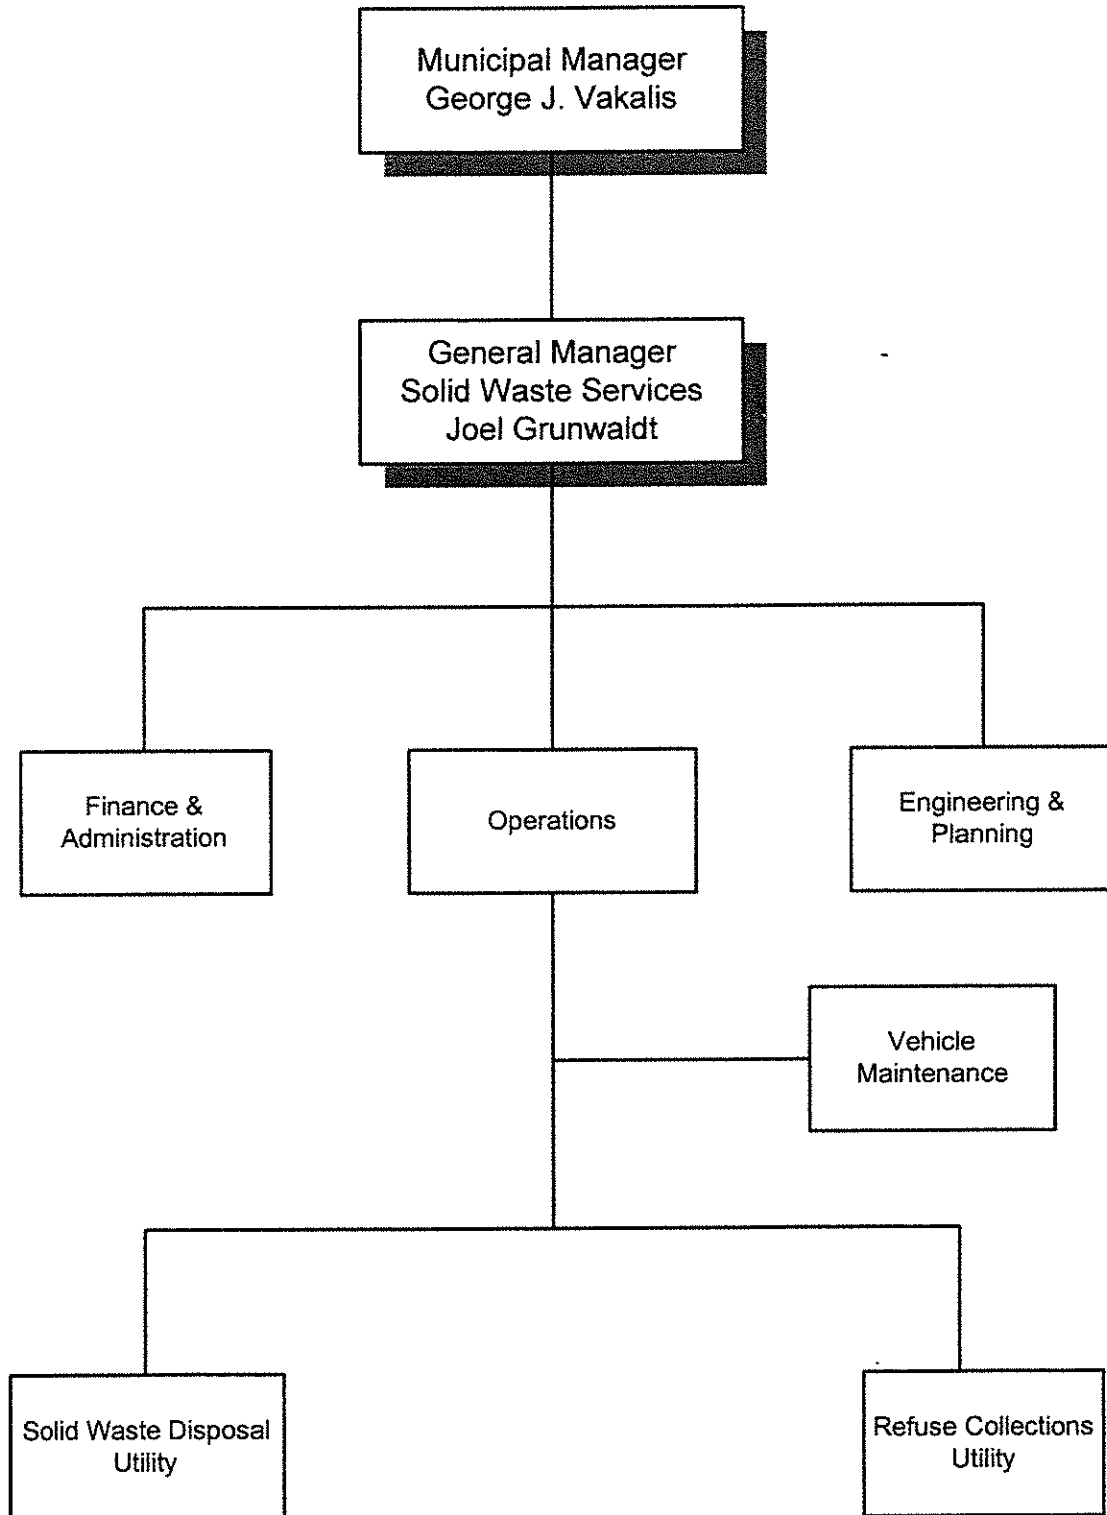 Municipal Manager
George J. Vakalis
General Manager
Solid Waste Services
Joel Grunwaldt
Finance &
Administration
Operations
Engineering &
Planning
Vehicle
Maintenance
Solid Waste Disposal
Utility
Refuse Collections
Utility